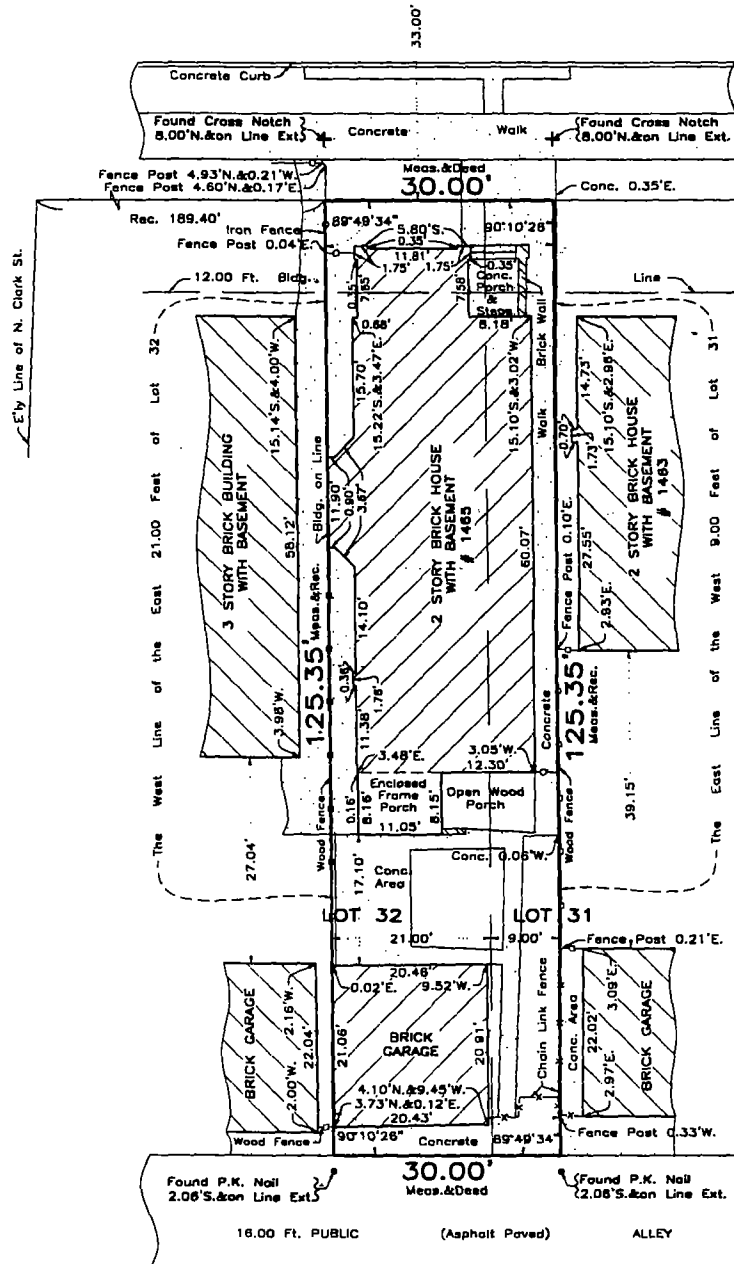 33.00'
Concrete Curb
Found Cross Notch
8.00'N.&on Line Ext.
Concrete Walk
Found Cross Notch
8.00'N.&on Line Ext.
Fence Post 4.93'N.&0.21'W.
Fence Post 4.60'N.&0.17'E.
Meas.&Deed
30.00'
Conc. 0.35'E.
Rec. 189.40'
Iron Fence
Fence Post 0.04'E.
89°49'34"
90°10'26"
5.80'S.
0.35'
11.81'
1.75'
1.75'
0.35'
Conc.
Porch
&
Steps
8.18'
7.58'
0.35'
7.65'
12.00 Ft. Bldg.
Line
E'ly Line of N. Clark St.
The West Line of the East 21.00 Feet of Lot 32
The East Line of the West 9.00 Feet of Lot 31
15.14'S.&4.00'W.
3 STORY BRICK BUILDING
WITH BASEMENT
58.12'
3.98'W.
27.04'
Bldg. on Line
125.35'
Meas.&Rec.
0.68'
15.70'
15.22'S.&3.47'E.
11.90'
0.90'
3.67'
14.10'
0.36'
1.76'
11.38'
3.48'E.
2 STORY BRICK HOUSE
WITH BASEMENT
# 1465
15.10'S.&3.02'W.
60.07'
3.05'W.
12.30'
Brick Wall
Walk
Concrete
0.70'
1.73'
14.73'
15.10'S.&2.96'E.
2 STORY BRICK HOUSE
WITH BASEMENT
# 1463
Fence Post 0.10'E.
27.55'
2.93'E.
125.35'
Meas.&Rec.
39.15'
Wood Fence
0.16'
8.16'
Enclosed
Frame
Porch
11.05'
8.15'
Open Wood
Porch
Wood Fence
Conc. 0.06'W.
17.10'
Conc.
Area
LOT 32
LOT 31
21.00'
9.00'
Fence Post 0.21'E.
20.46'
9.52'W.
0.02'E.
BRICK GARAGE
2.16'W.
22.04'
2.00'W.
21.06'
BRICK
GARAGE
20.91'
4.10'N.&9.45'W.
3.73'N.&0.12'E.
20.43'
Chain Link Fence
Conc. Area
3.09'E.
22.02'
2.97'E.
BRICK GARAGE
Wood Fence
90°10'26"
Concrete
89°49'34"
Fence Post 0.33'W.
Found P.K. Nail
2.06'S.&on Line Ext.
30.00'
Meas.&Deed
Found P.K. Nail
2.06'S.&on Line Ext.
16.00 Ft. PUBLIC (Asphalt Paved) ALLEY